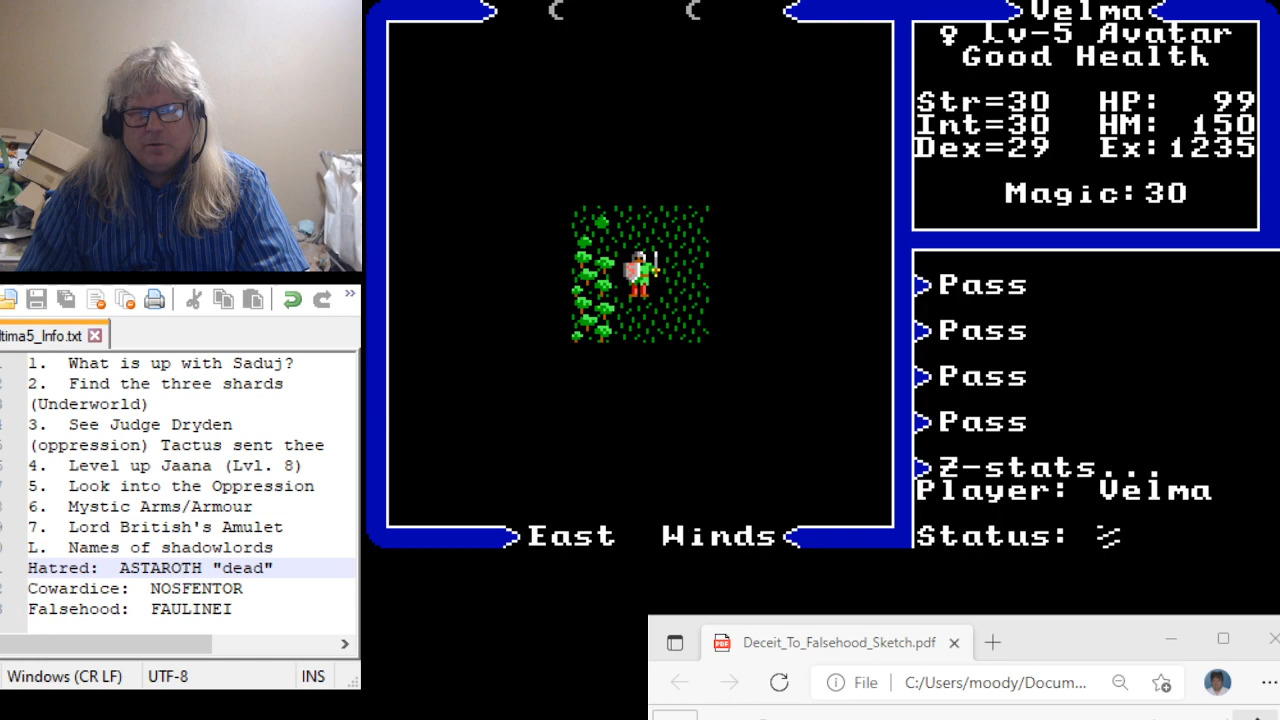 Velma
Lv-5 Avatar
Good Health
Str=30 HP: 99
Int=30 HM: 150
Dex=29 Ex:1235
Magic:30
Pass
Pass
Pass
Pass
Z-stats...
Player: Velma
Status:
East Winds
ltima5_Info.txt
1. What is up with Saduj?
2. Find the three shards
(Underworld)
3. See Judge Dryden
(oppression) Tactus sent thee
4. Level up Jaana (Lvl. 8)
5. Look into the Oppression
6. Mystic Arms/Armour
7. Lord British's Amulet
L. Names of shadowlords
Hatred: ASTAROTH "dead"
Cowardice: NOSFENTOR
Falsehood: FAULINEI
Windows (CR LF) UTF-8 INS
Deceit_To_Falsehood_Sketch.pdf
File C:/Users/moody/Docum...